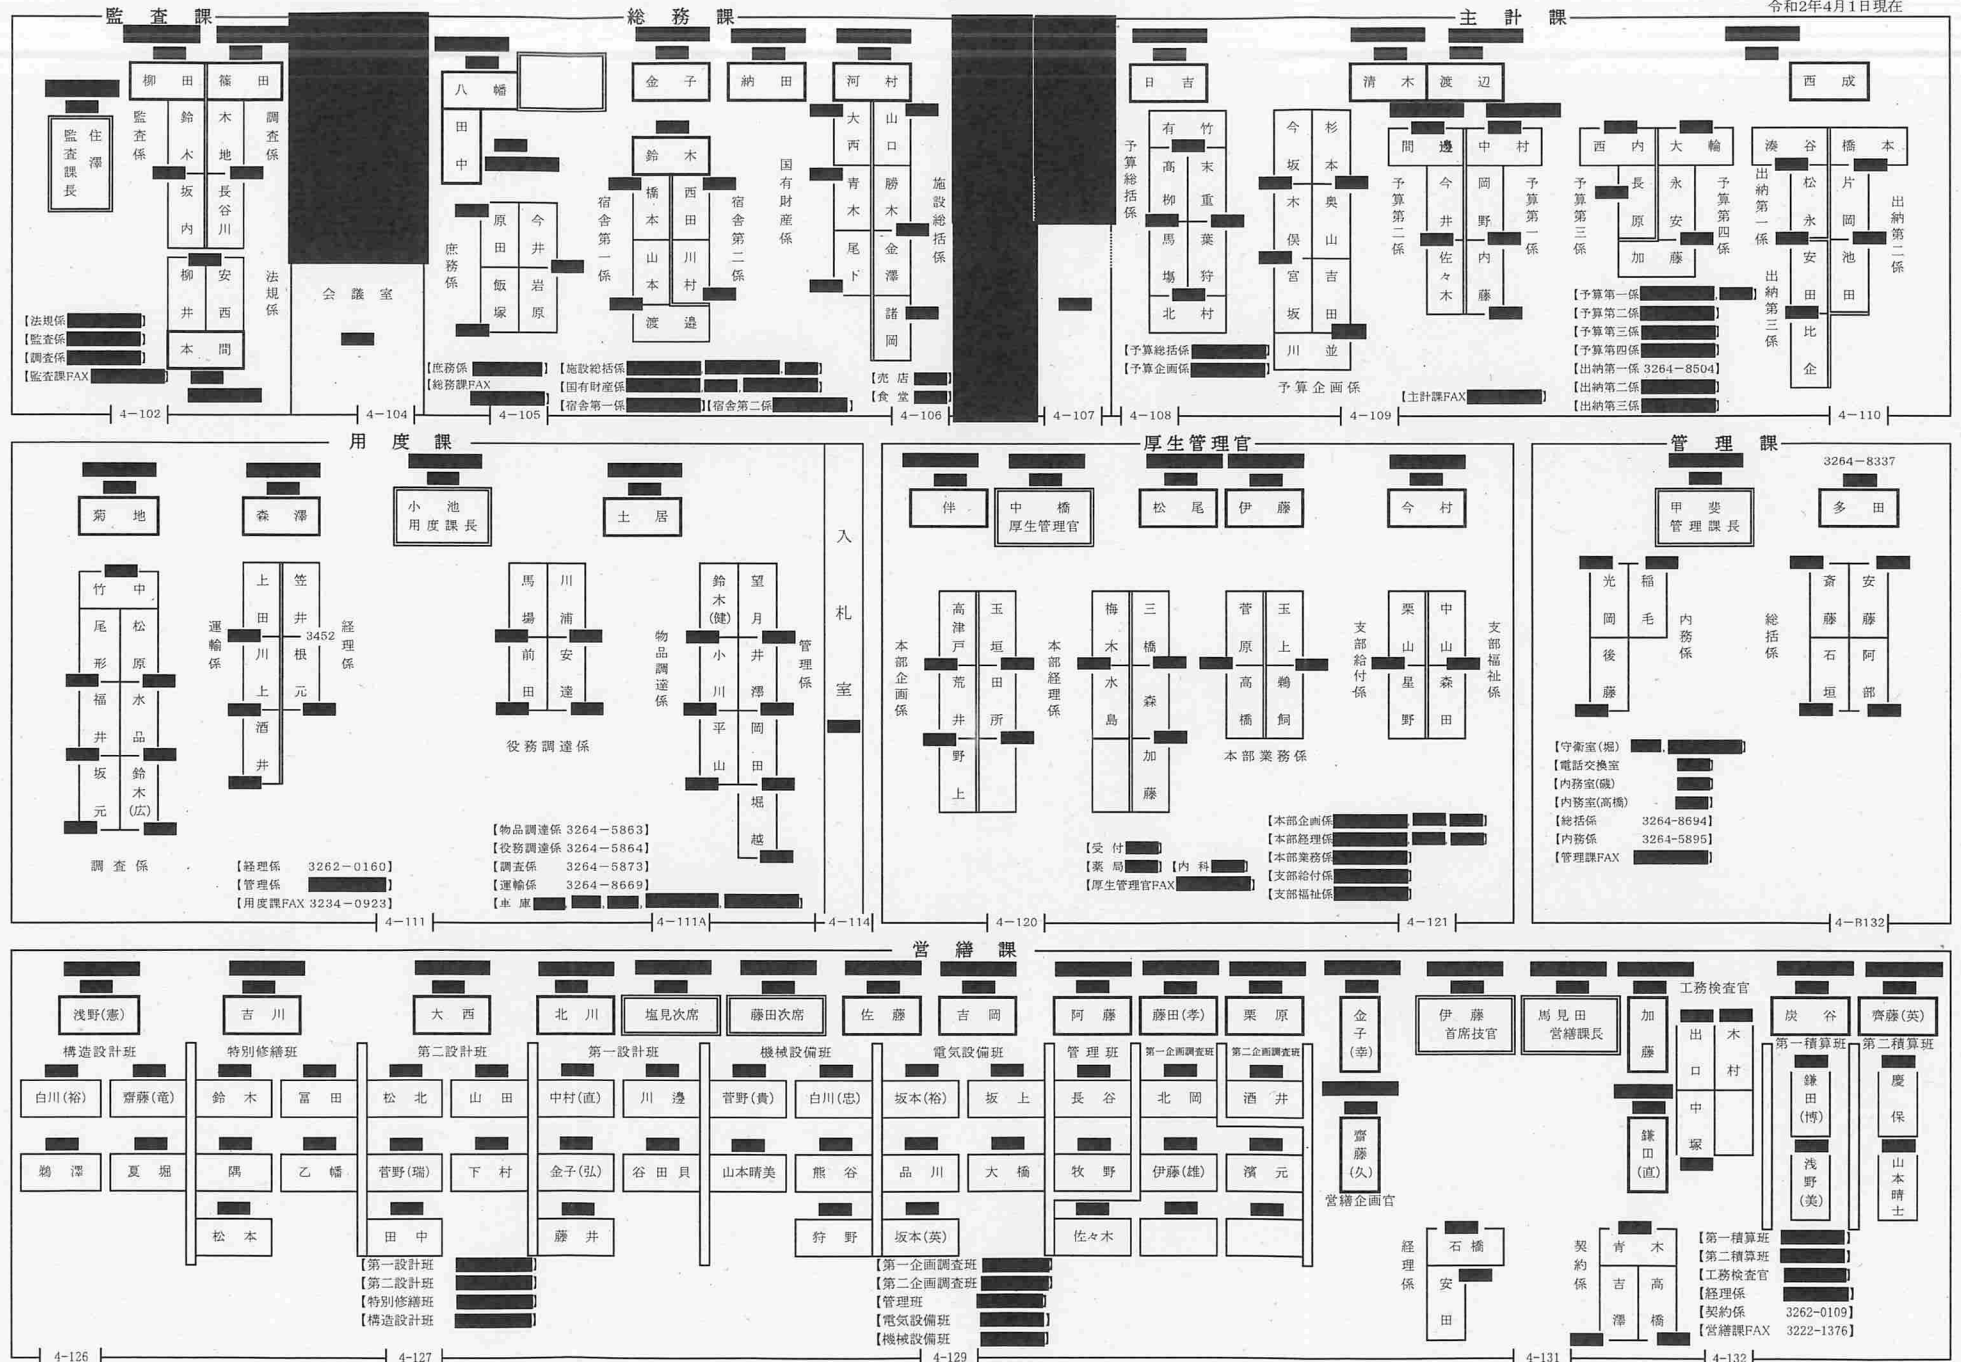 令和2年4月1日現在
監査課
柳田
篠田
監査課長
住澤
監査係
鈴木
木地
調査係
坂内
長谷川
柳井
安西
法規係
本間
【法規係 】
【監査係 】
【調査係 】
【監査課FAX 】
4-102
会議室
4-104
総務課
八幡
田中
金子
納田
河村
鈴木
庶務係
原田
今井
飯塚
岩原
宿舎第一係
橋本
西田
宿舎第二係
山本
川村
渡邉
国有財産係
大西
山口
青木
勝木
施設総括係
尾下
金澤
諸岡
【庶務係 】
【総務課FAX 】
【施設総括係 , , 】
【国有財産係 , , 】
【宿舎第一係 】
【宿舎第二係 】
【売店 】
【食堂 】
4-105
4-106
4-107
主計課
日吉
清木
渡辺
西成
予算総括係
有竹
髙柳
末重
馬塲
葉狩
北村
今坂
杉本
木俣
奥山
宮坂
吉田
川並
予算企画係
間邊
中村
予算第二係
今井
岡野
予算第一係
佐々木
内藤
西内
大輪
予算第三係
長原
永安
予算第四係
加藤
湊谷
橋本
出納第一係
松永
片岡
出納第二係
安田
池田
出納第三係
比企
【予算総括係 】
【予算企画係 】
【主計課FAX 】
【予算第一係 , 】
【予算第二係 】
【予算第三係 】
【予算第四係 】
【出納第一係 3264-8504】
【出納第二係 】
【出納第三係 】
4-108
4-109
4-110
用度課
菊地
森澤
小池
用度課長
土居
竹中
尾形
松原
福井
水品
坂元
鈴木(広)
調査係
運輸係
上田
笠井
3452
経理係
川上
根元
酒井
馬場
川浦
前田
安達
役務調達係
物品調達係
鈴木(健)
望月
管理係
小川
井澤
平山
岡田
堀越
【経理係 3262-0160】
【管理係 】
【用度課FAX 3234-0923】
【物品調達係 3264-5863】
【役務調達係 3264-5864】
【調査係 3264-5873】
【運輸係 3264-8669】
【車庫 , , , , 】
入札室
4-111
4-111A
4-114
厚生管理官
伴
中橋
厚生管理官
松尾
伊藤
今村
本部企画係
高津戸
玉垣
荒井
田所
野上
本部経理係
梅木
三橋
水島
森
加藤
菅原
玉上
高橋
鵜飼
本部業務係
支部給付係
栗山
中山
支部福祉係
星野
森田
【受付 】
【薬局 】
【内科 】
【厚生管理官FAX 】
【本部企画係 , , 】
【本部経理係 , , 】
【本部業務係 】
【支部給付係 】
【支部福祉係 】
4-120
4-121
管理課
3264-8337
甲斐
管理課長
多田
光岡
稲毛
内務係
後藤
総括係
斎藤
安藤
石垣
阿部
【守衛室(堀) , 】
【電話交換室 】
【内務室(磯) 】
【内務室(高橋) 】
【総括係 3264-8694】
【内務係 3264-5895】
【管理課FAX 】
4-B132
営繕課
浅野(憲)
吉川
大西
北川
塩見次席
藤田次席
佐藤
吉岡
阿藤
藤田(孝)
栗原
金子(幸)
伊藤
首席技官
馬見田
営繕課長
加藤
工務検査官
炭谷
齊藤(英)
構造設計班
特別修繕班
第二設計班
第一設計班
機械設備班
電気設備班
管理班
第一企画調査班
第二企画調査班
第一積算班
第二積算班
白川(裕)
齋藤(竜)
鈴木
冨田
松北
山田
中村(直)
川邊
菅野(貴)
白川(忠)
坂本(裕)
坂上
長谷
北岡
酒井
出口
木村
鎌田(博)
慶保
鵜澤
夏堀
隅
乙幡
菅野(瑞)
下村
金子(弘)
谷田貝
山本晴美
熊谷
品川
大橋
牧野
伊藤(雄)
濱元
齋藤(久)
営繕企画官
鎌田(直)
中塚
浅野(美)
山本晴士
松本
田中
藤井
狩野
坂本(英)
佐々木
経理係
石橋
安田
契約係
青木
吉澤
高橋
【第一設計班 】
【第二設計班 】
【特別修繕班 】
【構造設計班 】
【第一企画調査班 】
【第二企画調査班 】
【管理班 】
【電気設備班 】
【機械設備班 】
【第一積算班 】
【第二積算班 】
【工務検査官 】
【経理係 】
【契約係 3262-0109】
【営繕課FAX 3222-1376】
4-126
4-127
4-129
4-131
4-132